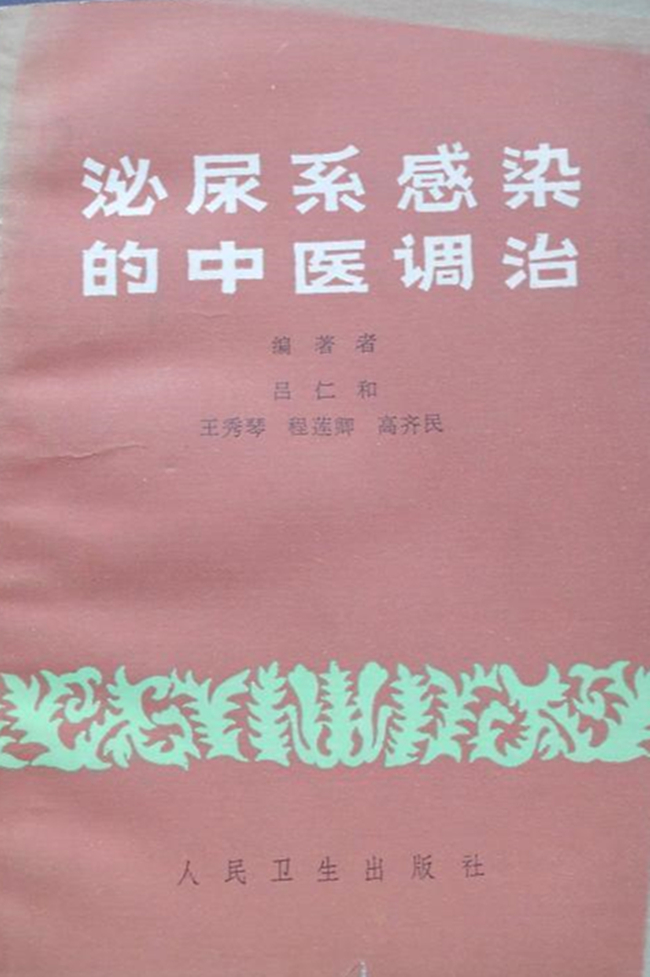 泌尿系感染
的中医调治
编著者
吕仁和
王秀琴 程莲卿 高齐民
人民卫生出版社